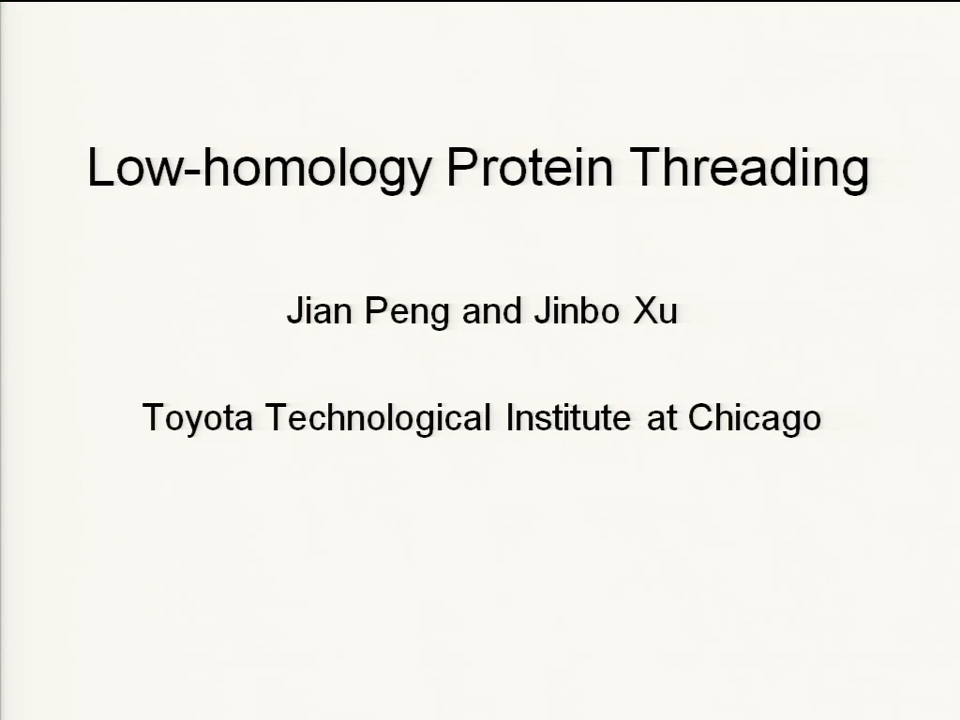 Low-homology Protein Threading
Jian Peng and Jinbo Xu
Toyota Technological Institute at Chicago